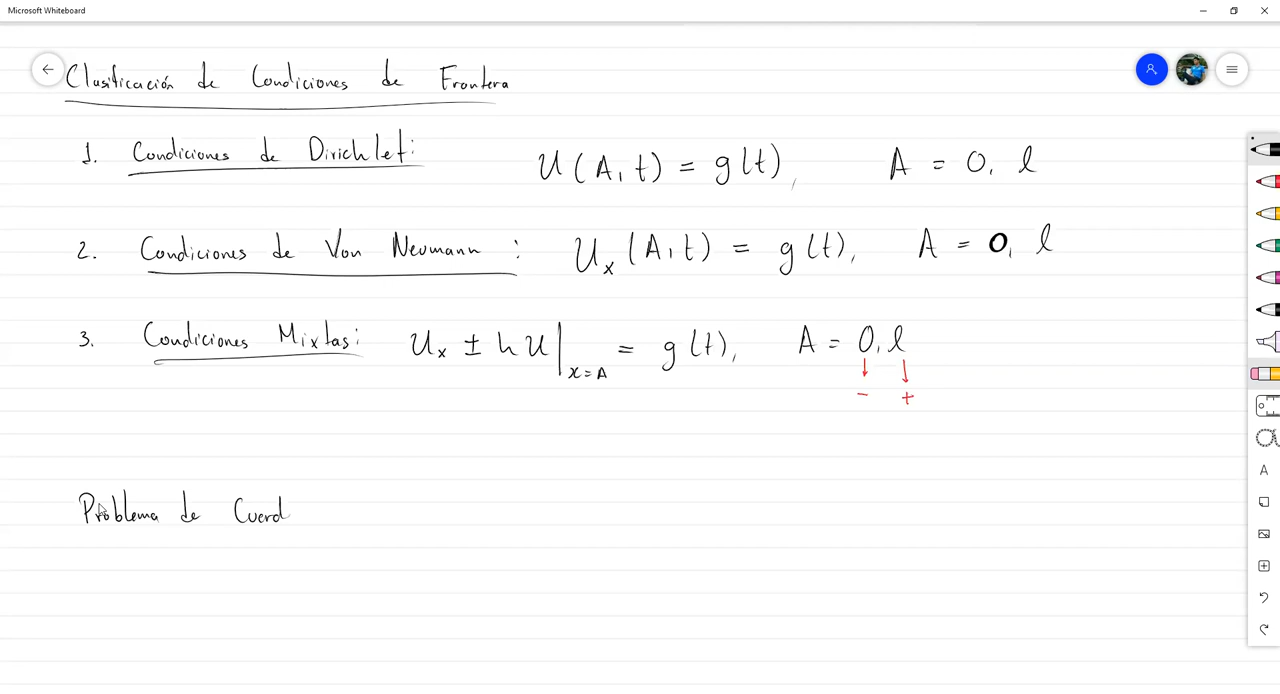 Microsoft Whiteboard
Clasificación de Condiciones de Frontera
1. Condiciones de Dirichlet: U(A,t) = g(t), A = 0, l
2. Condiciones de Von Neumann : Ux(A,t) = g(t), A = 0, l
3. Condiciones Mixtas: Ux ± hU|x=A = g(t), A = 0, l
- +
Problema de Cuerd
A